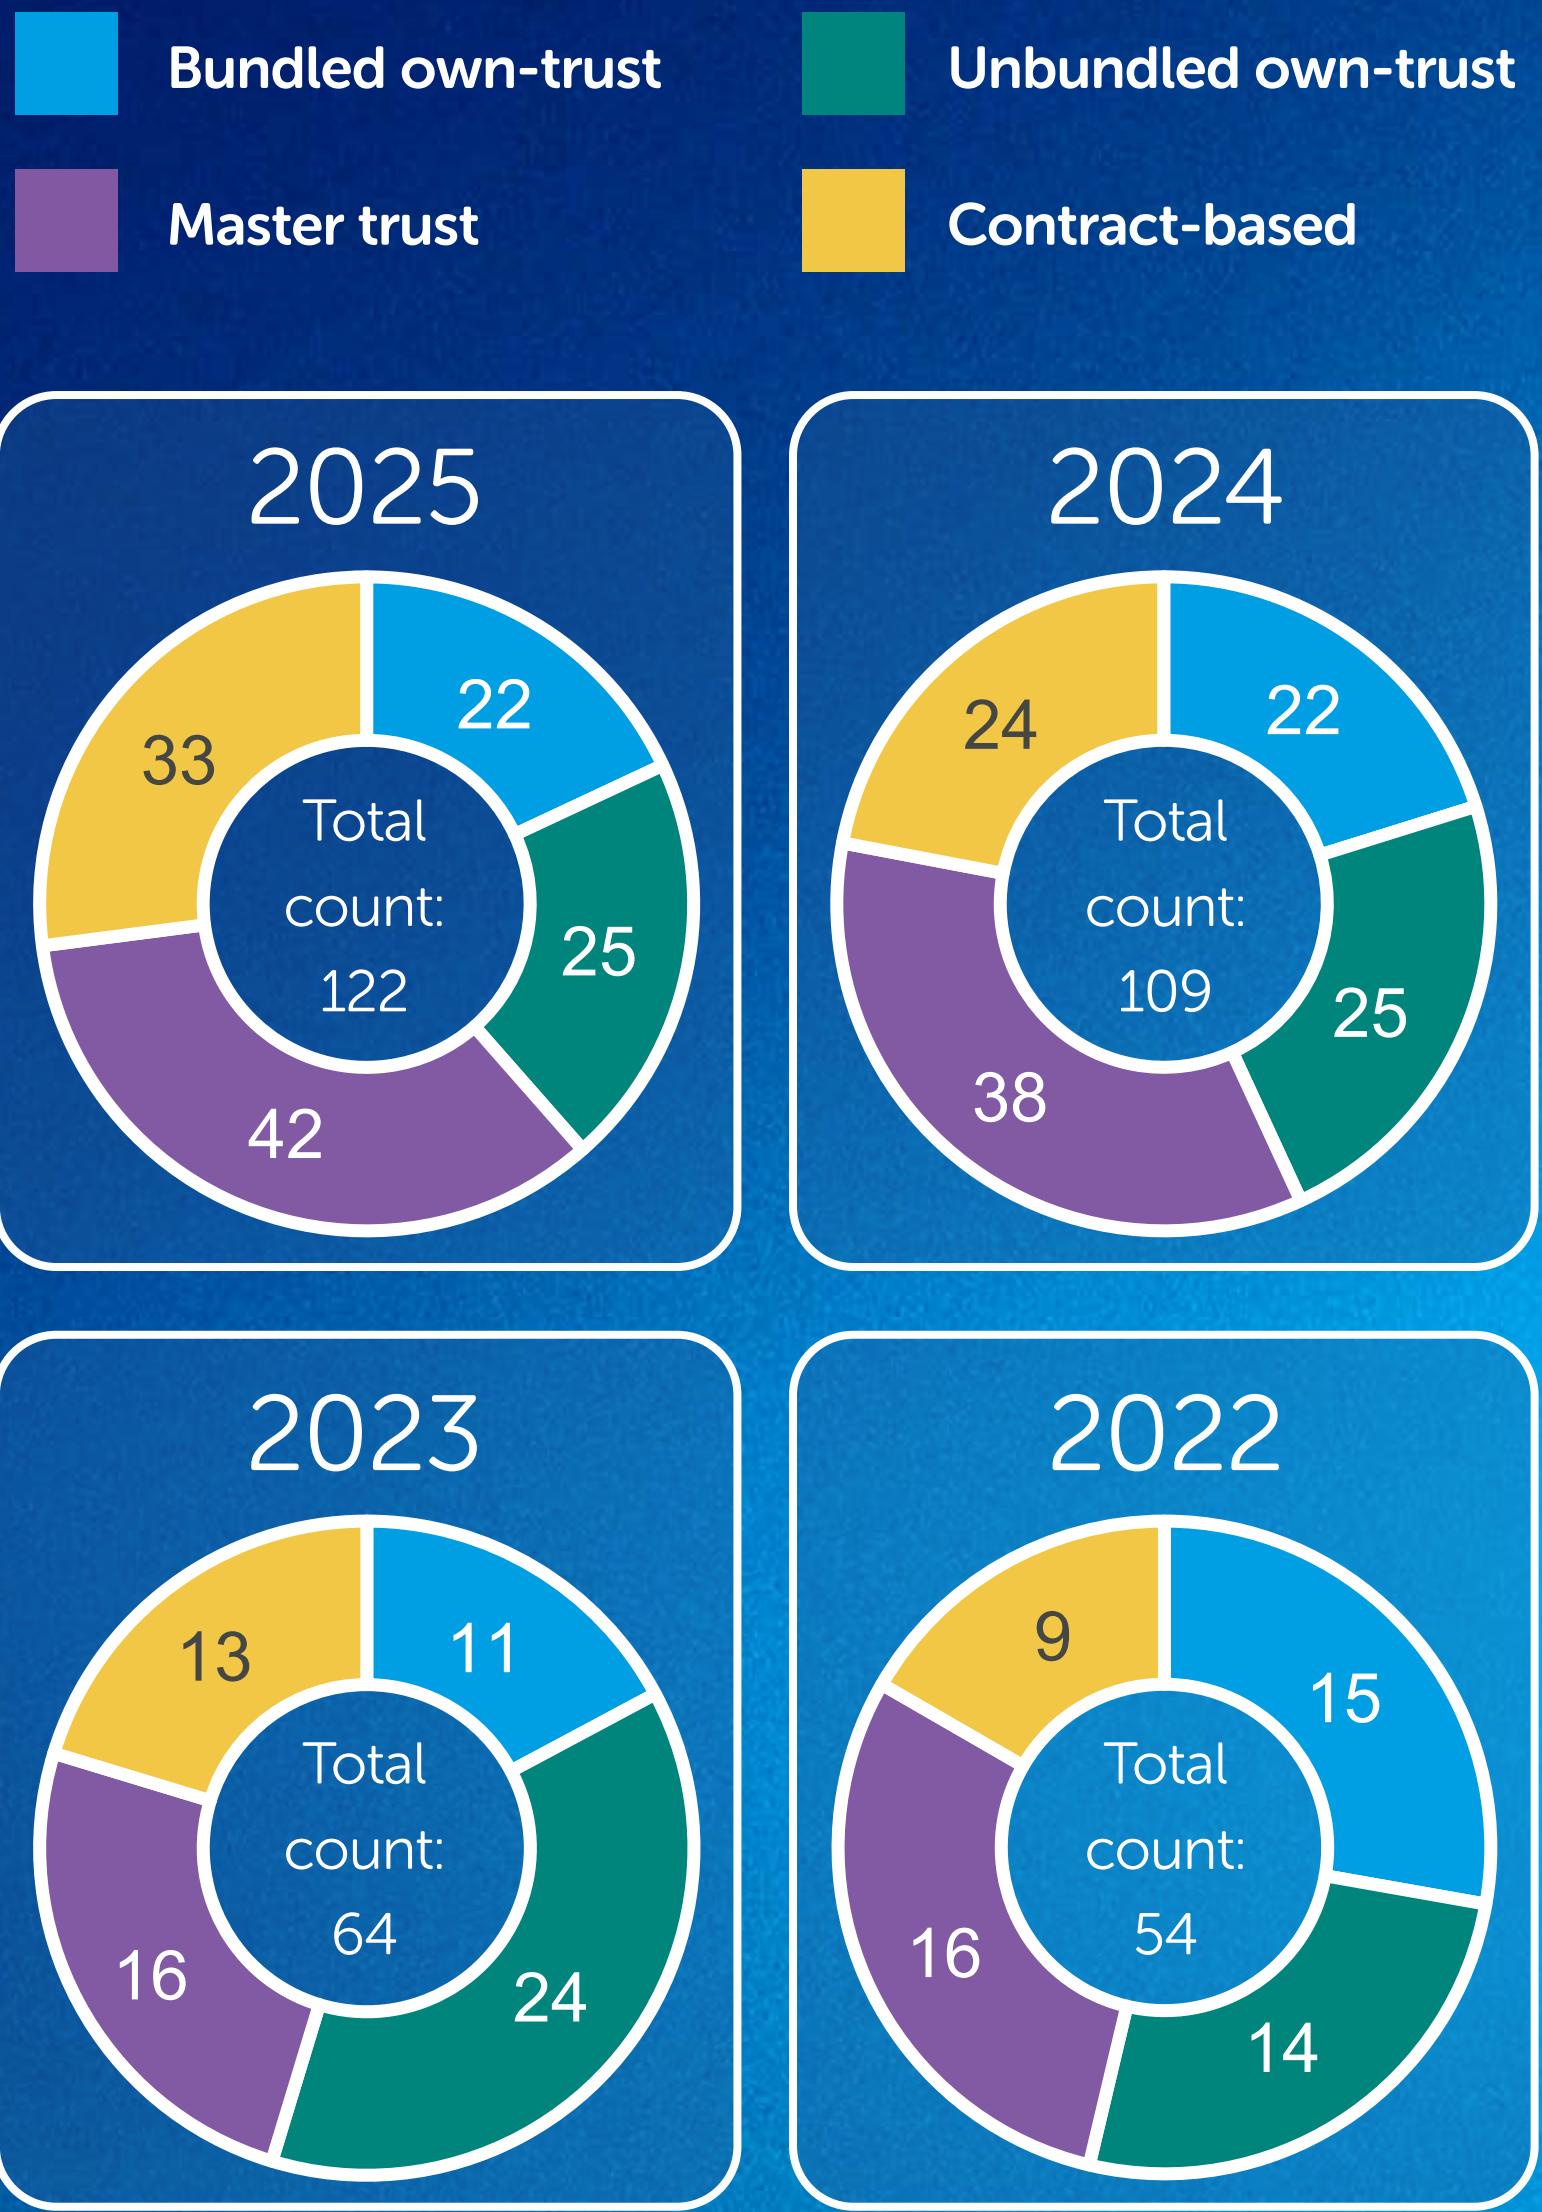 Bundled own-trust
Unbundled own-trust
Master trust
Contract-based
2025
33
22
25
42
Total
count:
122
2024
24
22
25
38
Total
count:
109
2023
13
11
24
16
Total
count:
64
2022
9
15
14
16
Total
count:
54